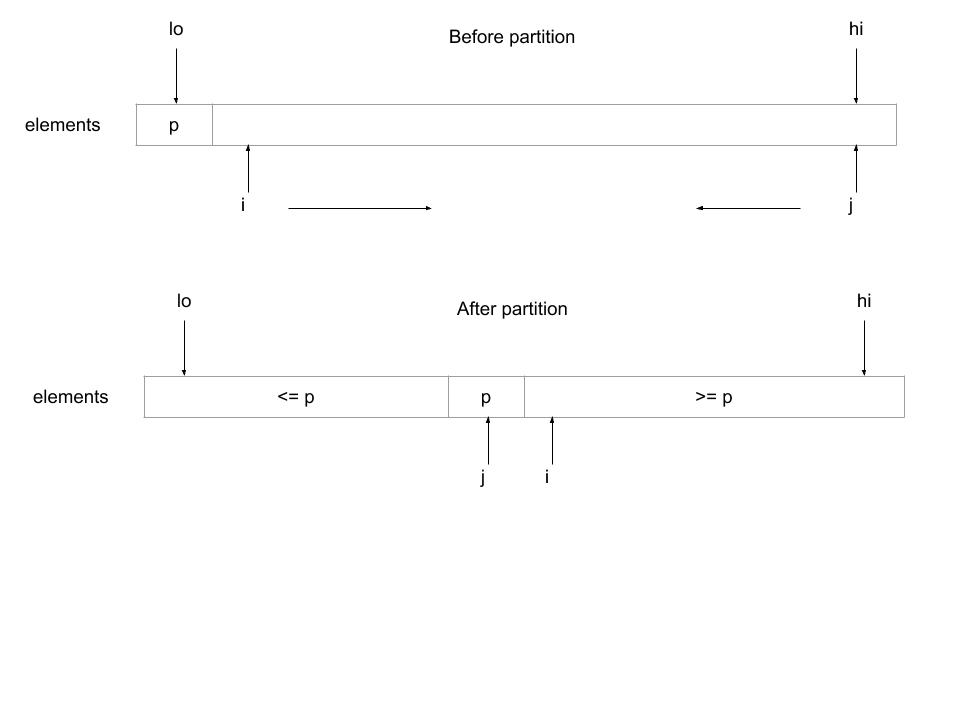 lo
Before partition
hi
elements
p
i
j
lo
After partition
hi
elements
<= p
p
>= p
j
i